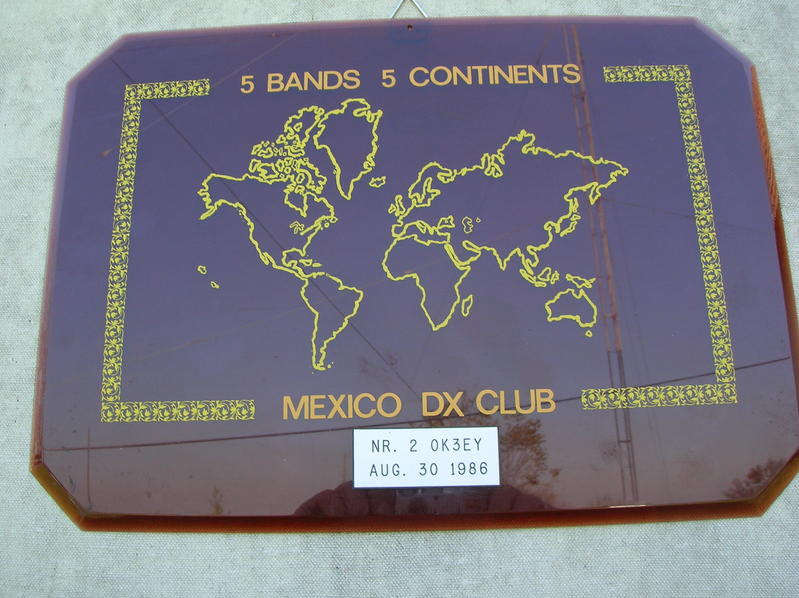 5 BANDS 5 CONTINENTS
MEXICO DX CLUB
NR. 2 OK3EY
AUG. 30 1986